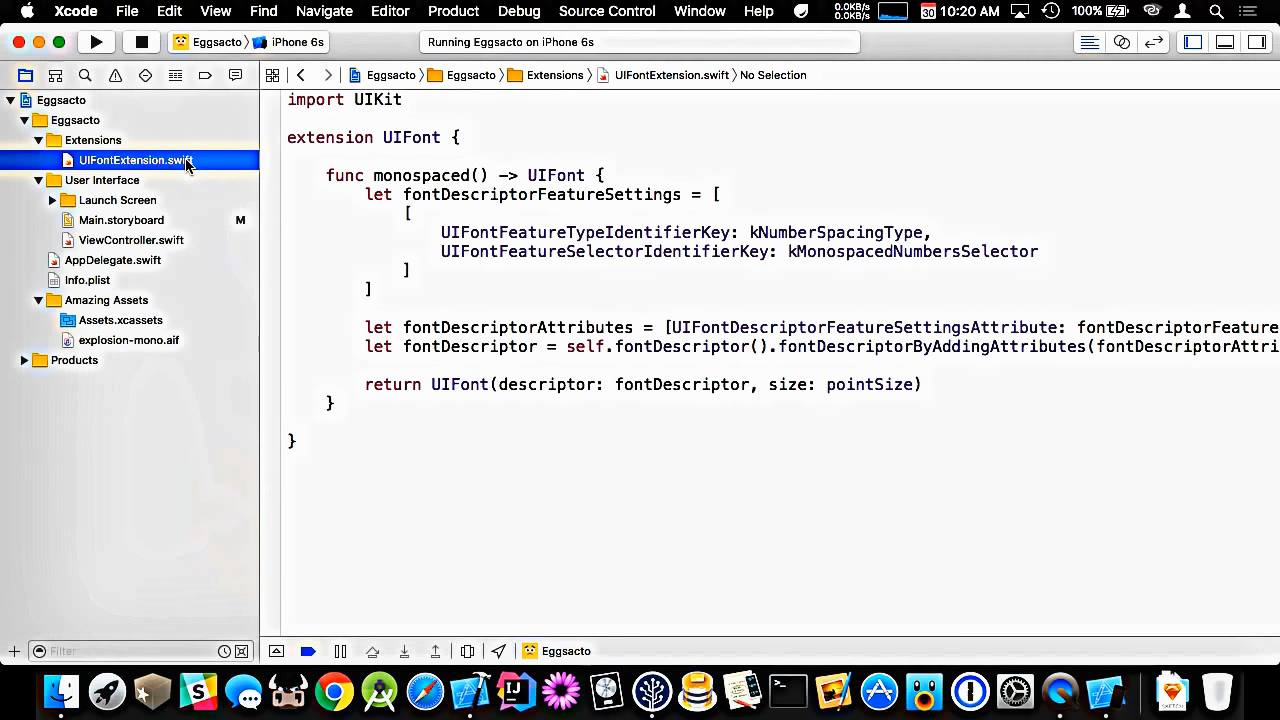 Xcode File Edit View Find Navigate Editor Product Debug Source Control Window Help 0.0KB/s 0.0KB/s 30 10:20 AM 100%
Eggsacto iPhone 6s Running Eggsacto on iPhone 6s
Eggsacto Eggsacto Extensions UIFontExtension.swift No Selection
Eggsacto
Eggsacto
Extensions
UIFontExtension.swift
User Interface
Launch Screen
Main.storyboard M
ViewController.swift
AppDelegate.swift
Info.plist
Amazing Assets
Assets.xcassets
explosion-mono.aif
Products
import UIKit
extension UIFont {
func monospaced() -> UIFont {
let fontDescriptorFeatureSettings = [
[
UIFontFeatureTypeIdentifierKey: kNumberSpacingType,
UIFontFeatureSelectorIdentifierKey: kMonospacedNumbersSelector
]
]
let fontDescriptorAttributes = [UIFontDescriptorFeatureSettingsAttribute: fontDescriptorFeature
let fontDescriptor = self.fontDescriptor().fontDescriptorByAddingAttributes(fontDescriptorAttri
return UIFont(descriptor: fontDescriptor, size: pointSize)
}
}
Filter
Eggsacto
SKETCH